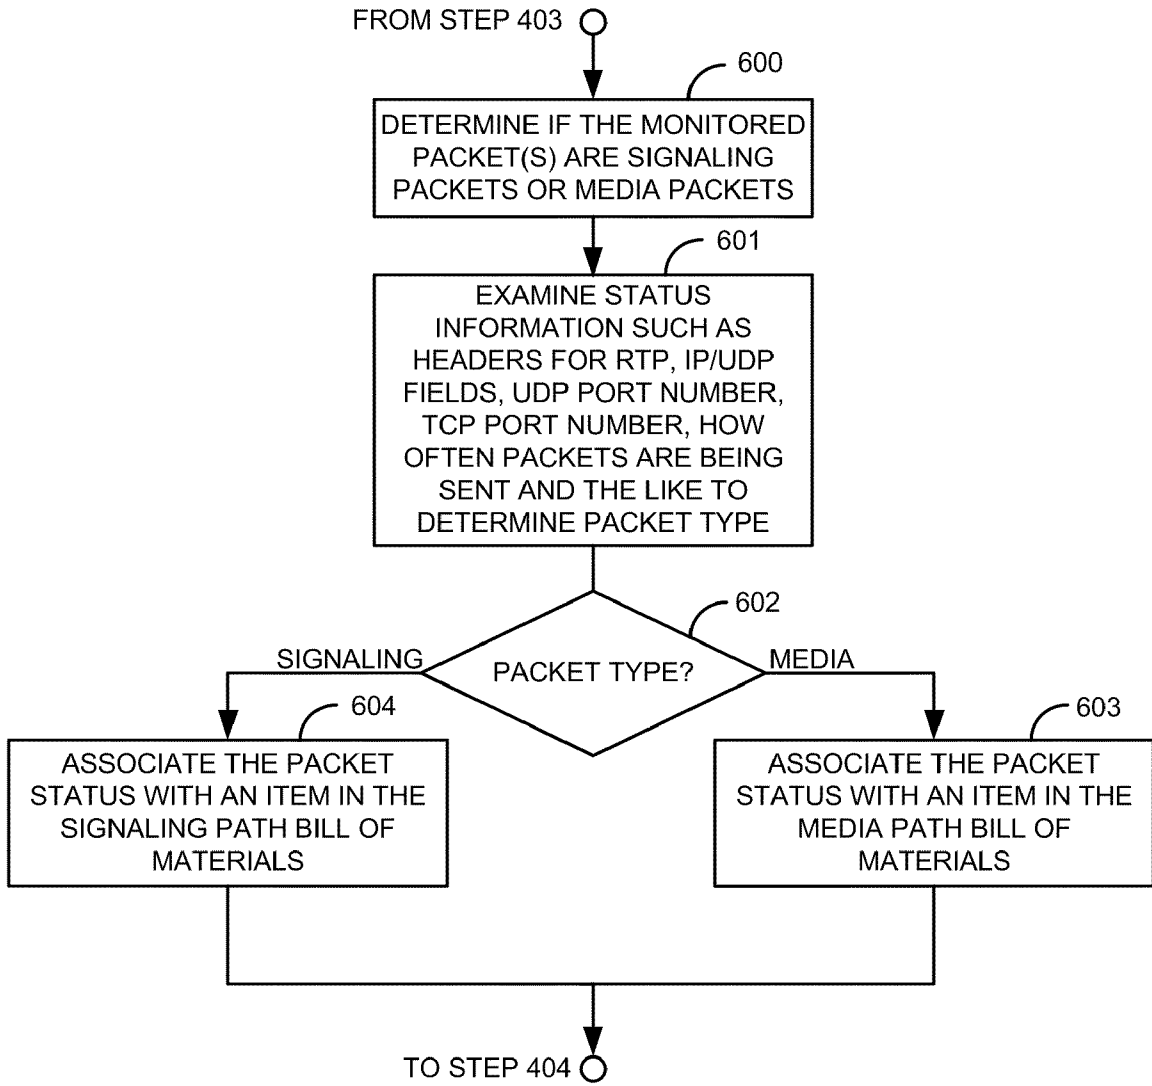 FROM STEP 403
600
DETERMINE IF THE MONITORED
PACKET(S) ARE SIGNALING
PACKETS OR MEDIA PACKETS
601
EXAMINE STATUS
INFORMATION SUCH AS
HEADERS FOR RTP, IP/UDP
FIELDS, UDP PORT NUMBER,
TCP PORT NUMBER, HOW
OFTEN PACKETS ARE BEING
SENT AND THE LIKE TO
DETERMINE PACKET TYPE
602
SIGNALING
PACKET TYPE?
MEDIA
604
ASSOCIATE THE PACKET
STATUS WITH AN ITEM IN THE
SIGNALING PATH BILL OF
MATERIALS
603
ASSOCIATE THE PACKET
STATUS WITH AN ITEM IN THE
MEDIA PATH BILL OF
MATERIALS
TO STEP 404